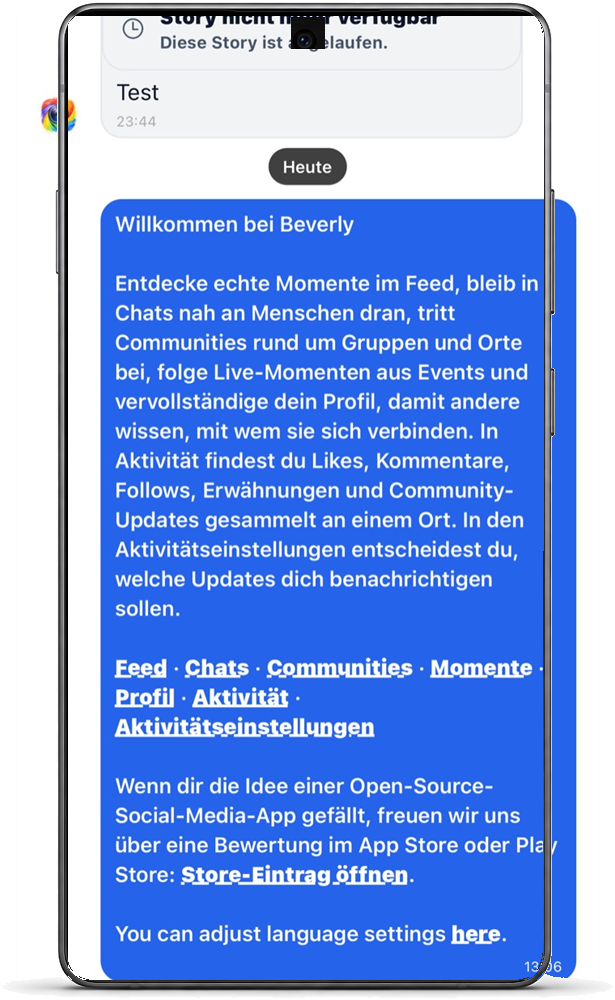 Story nicht mehr verfügbar
Diese Story ist abgelaufen.
Test
23:44
Heute
Willkommen bei Beverly
Entdecke echte Momente im Feed, bleib in
Chats nah an Menschen dran, tritt
Communities rund um Gruppen und Orte
bei, folge Live-Momenten aus Events und
vervollständige dein Profil, damit andere
wissen, mit wem sie sich verbinden. In
Aktivität findest du Likes, Kommentare,
Follows, Erwähnungen und Community-
Updates gesammelt an einem Ort. In den
Aktivitätseinstellungen entscheidest du,
welche Updates dich benachrichtigen
sollen.
Feed · Chats · Communities · Momente ·
Profil · Aktivität ·
Aktivitätseinstellungen
Wenn dir die Idee einer Open-Source-
Social-Media-App gefällt, freuen wir uns
über eine Bewertung im App Store oder Play
Store: Store-Eintrag öffnen.
You can adjust language settings here.